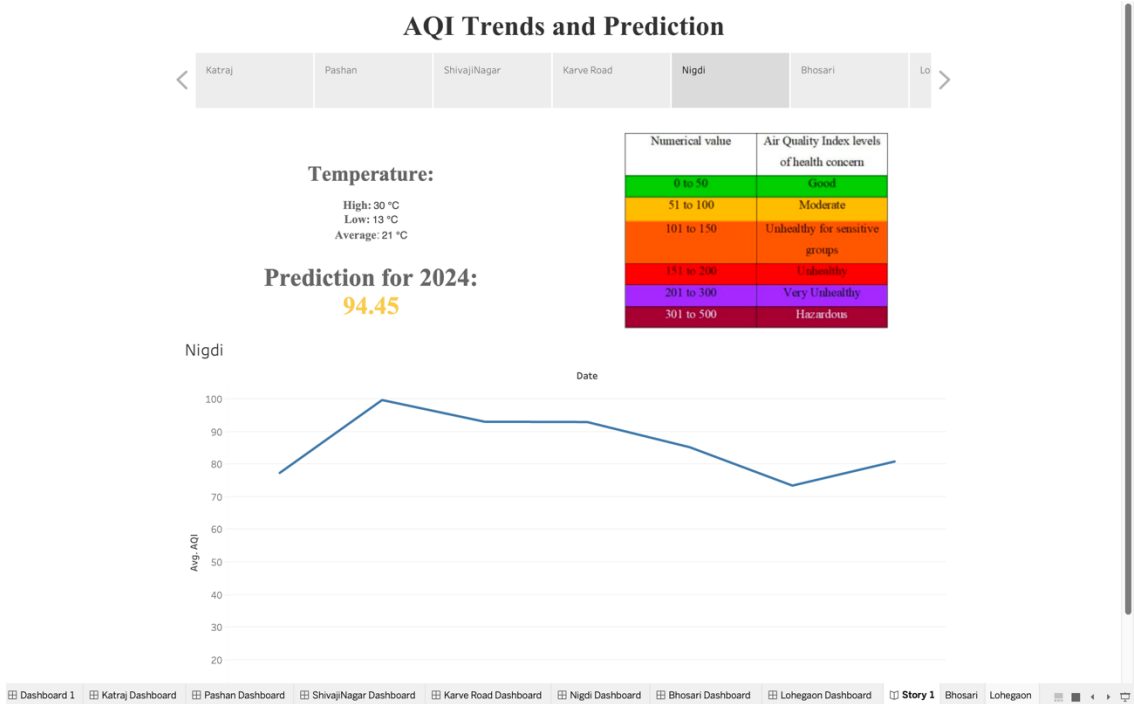 AQI Trends and Prediction
Katraj
Pashan
ShivajiNagar
Karve Road
Nigdi
Bhosari
Lo
Temperature:
High: 30 °C
Low: 13 °C
Average: 21 °C
Prediction for 2024:
94.45
Numerical value
Air Quality Index levels
of health concern
0 to 50
Good
51 to 100
Moderate
101 to 150
Unhealthy for sensitive
groups
151 to 200
Unhealthy
201 to 300
Very Unhealthy
301 to 500
Hazardous
Nigdi
Date
100
90
80
70
60
50
40
30
20
Avg. AQI
Dashboard 1
Katraj Dashboard
Pashan Dashboard
ShivajiNagar Dashboard
Karve Road Dashboard
Nigdi Dashboard
Bhosari Dashboard
Lohegaon Dashboard
Story 1
Bhosari
Lohegaon